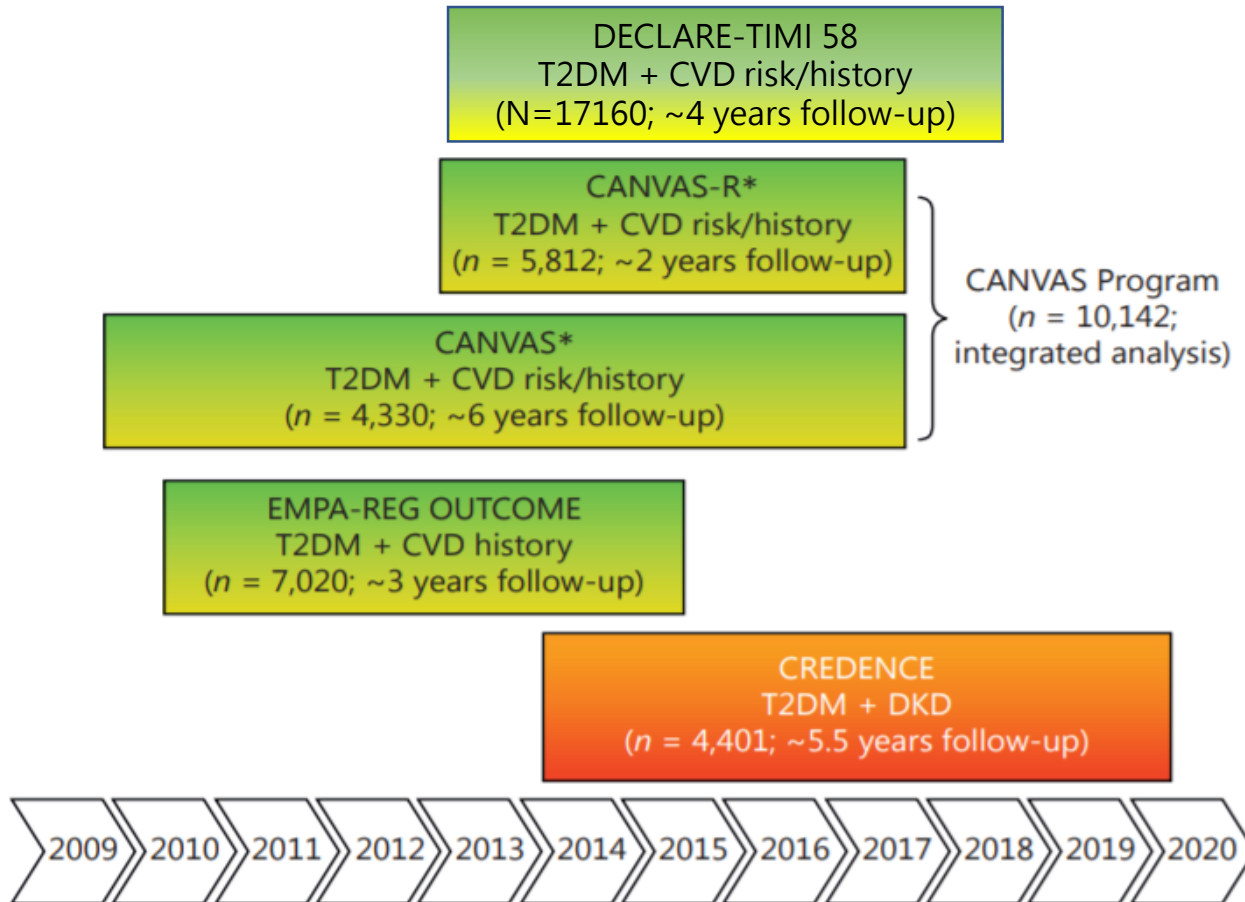 DECLARE-TIMI 58
T2DM + CVD risk/history
(N=17160; ~4 years follow-up)
CANVAS-R*
T2DM + CVD risk/history
(n = 5,812; ~2 years follow-up)
CANVAS Program
(n = 10,142;
integrated analysis)
CANVAS*
T2DM + CVD risk/history
(n = 4,330; ~6 years follow-up)
EMPA-REG OUTCOME
T2DM + CVD history
(n = 7,020; ~3 years follow-up)
CREDENCE
T2DM + DKD
(n = 4,401; ~5.5 years follow-up)
2009 2010 2011 2012 2013 2014 2015 2016 2017 2018 2019 2020